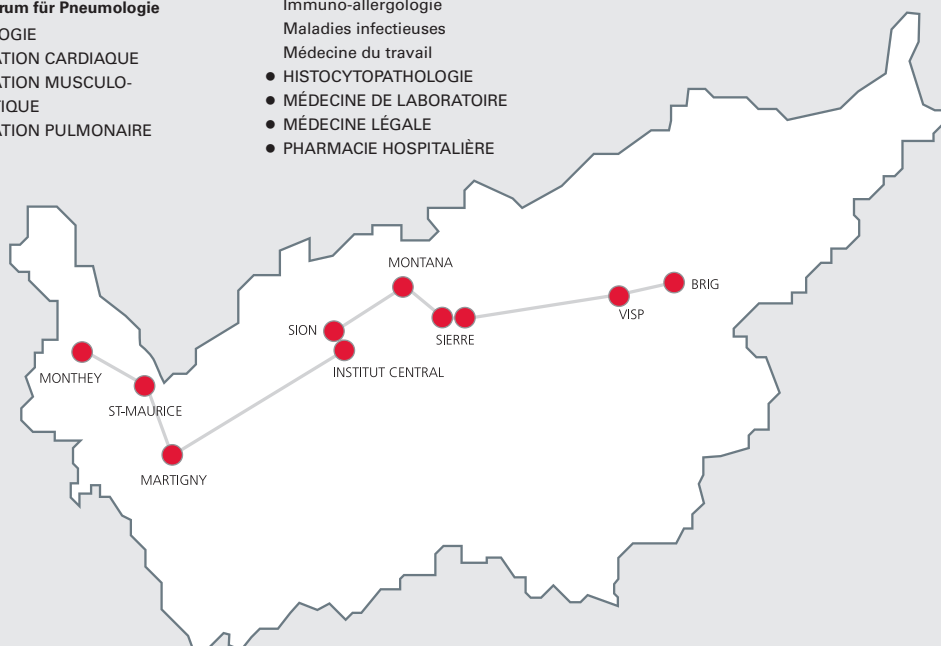 rum für Pneumologie
OGIE
ATION CARDIAQUE
ATION MUSCULO-
TIQUE
ATION PULMONAIRE
Immuno-allergologie
Maladies infectieuses
Médecine du travail
● HISTOCYTOPATHOLOGIE
● MÉDECINE DE LABORATOIRE
● MÉDECINE LÉGALE
● PHARMACIE HOSPITALIÈRE
MONTANA
BRIG
VISP
SION
SIERRE
INSTITUT CENTRAL
MONTHEY
ST-MAURICE
MARTIGNY